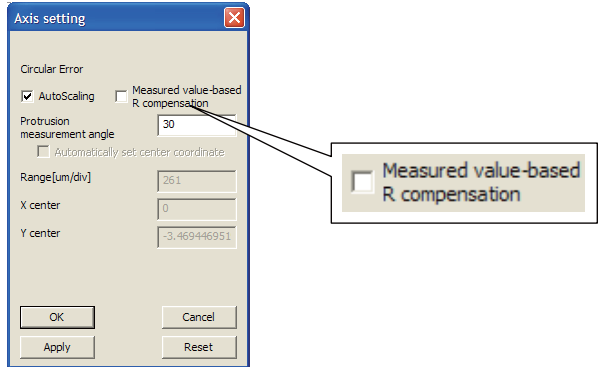 Axis setting
Circular Error
AutoScaling
Measured value-based
R compensation
Protrusion
measurement angle
30
Automatically set center coordinate
Range[um/div]
261
X center
0
Y center
-3.469446951
OK
Cancel
Apply
Reset
Measured value-based
R compensation